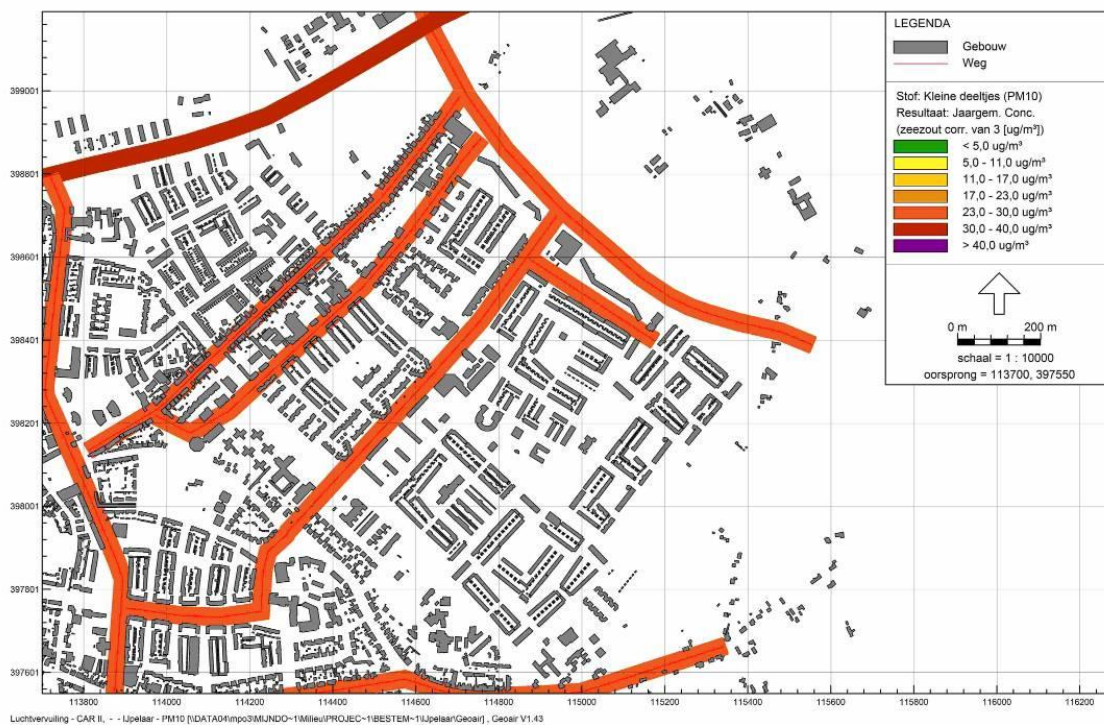 LEGENDA
Gebouw
Weg
Stof: Kleine deeltjes (PM10)
Resultaat: Jaargem. Conc.
(zeezout corr. van 3 [ug/m³])
< 5,0 ug/m³
5,0 - 11,0 ug/m³
11,0 - 17,0 ug/m³
17,0 - 23,0 ug/m³
23,0 - 30,0 ug/m³
30,0 - 40,0 ug/m³
> 40,0 ug/m³
0 m 200 m
schaal = 1 : 10000
oorsprong = 113700, 397550
399001
398801
398601
398401
398201
398001
397801
397601
113800 114000 114200 114400 114600 114800 115000 115200 115400 115600 115800 116000 116200
Luchtvervuiling - CAR II, - - IJpelaar - PM10 [\\DATA04\mpo3\MIJNDO~1\Milieu\PROJEC~1\BESTEM~1\IJpelaar\Geoair] , Geoair V1.43